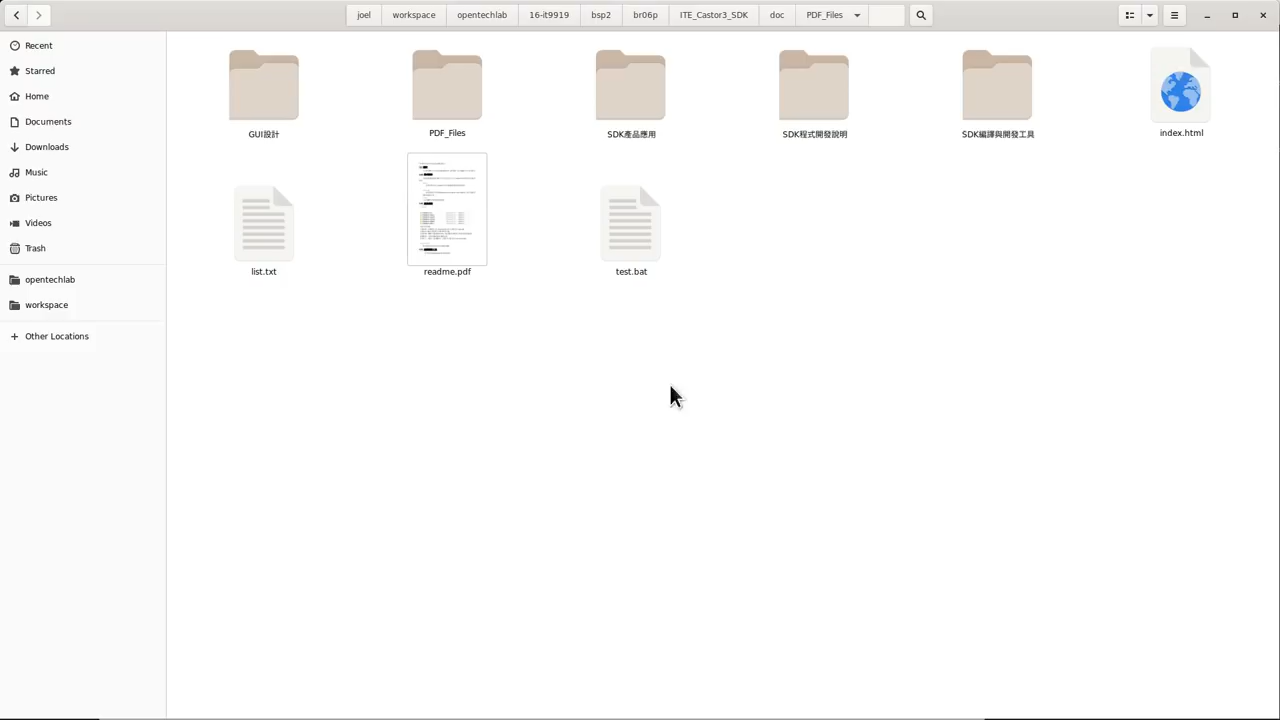 joel workspace opentechlab 16-it9919 bsp2 br06p ITE_Castor3_SDK doc PDF_Files
Recent
Starred
Home
Documents
Downloads
Music
Pictures
Videos
Trash
opentechlab
workspace
Other Locations
GUI設計 PDF_Files SDK產品應用 SDK程式開發說明 SDK編譯與開發工具 index.html
list.txt readme.pdf test.bat